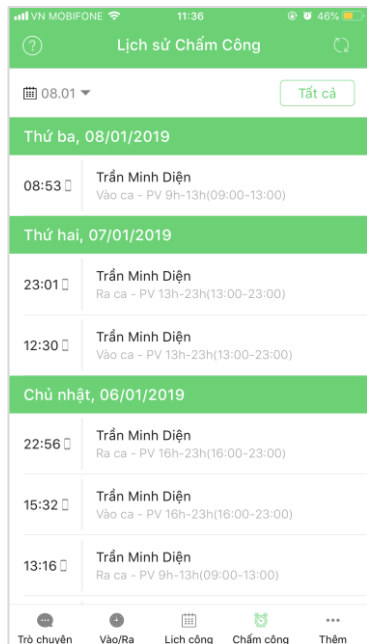 VN MOBIFONE 11:36 46%
Lịch sử Chấm Công
08.01 Tất cả
Thứ ba, 08/01/2019
08:53 Trần Minh Diện
Vào ca - PV 9h-13h(09:00-13:00)
Thứ hai, 07/01/2019
23:01 Trần Minh Diện
Ra ca - PV 13h-23h(13:00-23:00)
12:30 Trần Minh Diện
Vào ca - PV 13h-23h(13:00-23:00)
Chủ nhật, 06/01/2019
22:56 Trần Minh Diện
Ra ca - PV 16h-23h(16:00-23:00)
15:32 Trần Minh Diện
Vào ca - PV 16h-23h(16:00-23:00)
13:16 Trần Minh Diện
Ra ca - PV 9h-13h(09:00-13:00)
Trò chuyện Vào/Ra Lịch công Chấm công Thêm